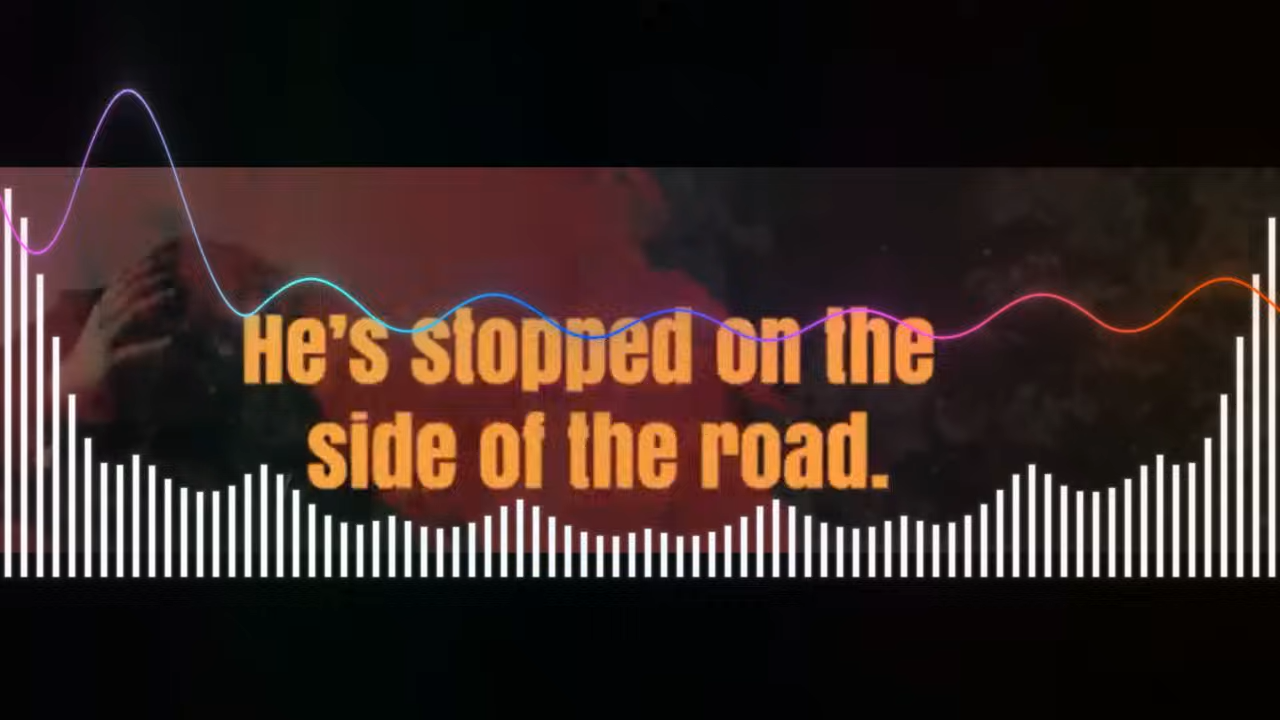 He’s stopped on the
side of the road.